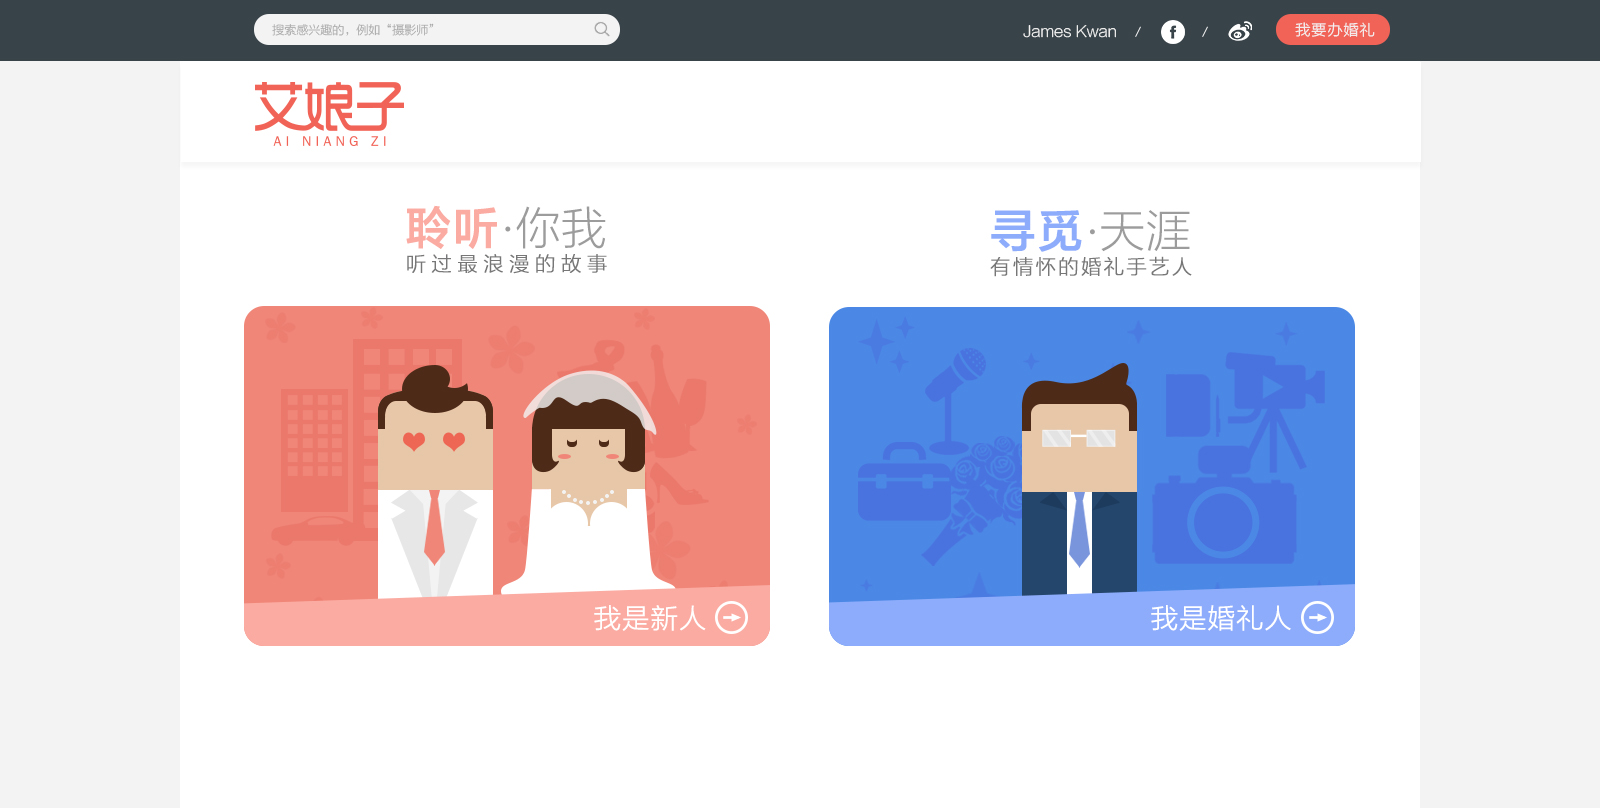 搜索感兴趣的，例如“摄影师”
James Kwan / f /
我要办婚礼
艾娘子
AI NIANG ZI
聆听·你我
听过最浪漫的故事
寻觅·天涯
有情怀的婚礼手艺人
我是新人
我是婚礼人